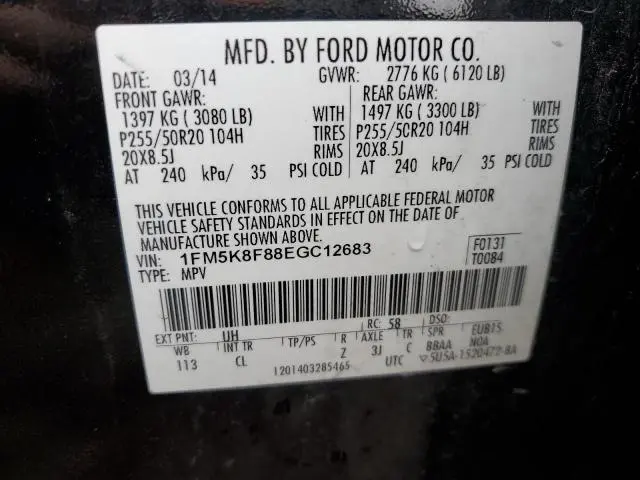 MFD. BY FORD MOTOR CO.
DATE: 03/14 GVWR: 2776 KG ( 6120 LB)
FRONT GAWR: REAR GAWR:
1397 KG ( 3080 LB) WITH 1497 KG ( 3300 LB) WITH
P255/50R20 104H TIRES P255/50R20 104H TIRES
20X8.5J RIMS 20X8.5J RIMS
AT 240 kPa/ 35 PSI COLD AT 240 kPa/ 35 PSI COLD
THIS VEHICLE CONFORMS TO ALL APPLICABLE FEDERAL MOTOR
VEHICLE SAFETY STANDARDS IN EFFECT ON THE DATE OF
MANUFACTURE SHOWN ABOVE.
VIN: 1FM5K8F88EGC12683 F0131
TYPE: MPV T0084
EXT PNT: UH RC: 58 DSO:
WB INT TR TP/PS R AXLE TR SPR EUB15
113 CL Z 3J C BBAA NOA
1201403285465 UTC 5U5A-1520472-BA